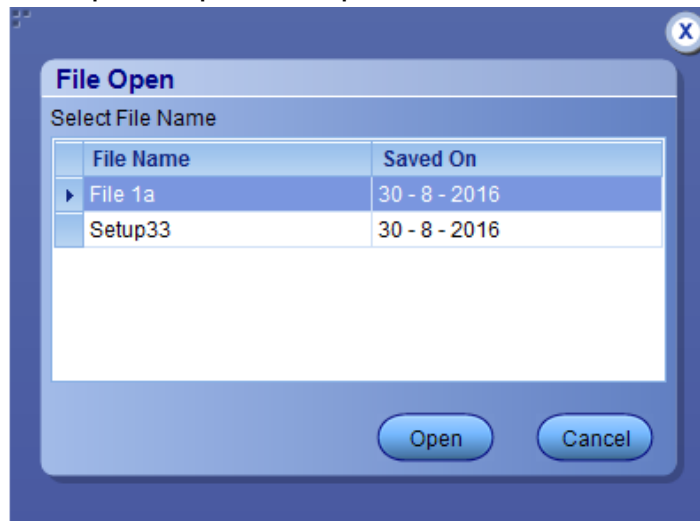 X
File Open
Select File Name
File Name Saved On
File 1a 30 - 8 - 2016
Setup33 30 - 8 - 2016
Open Cancel